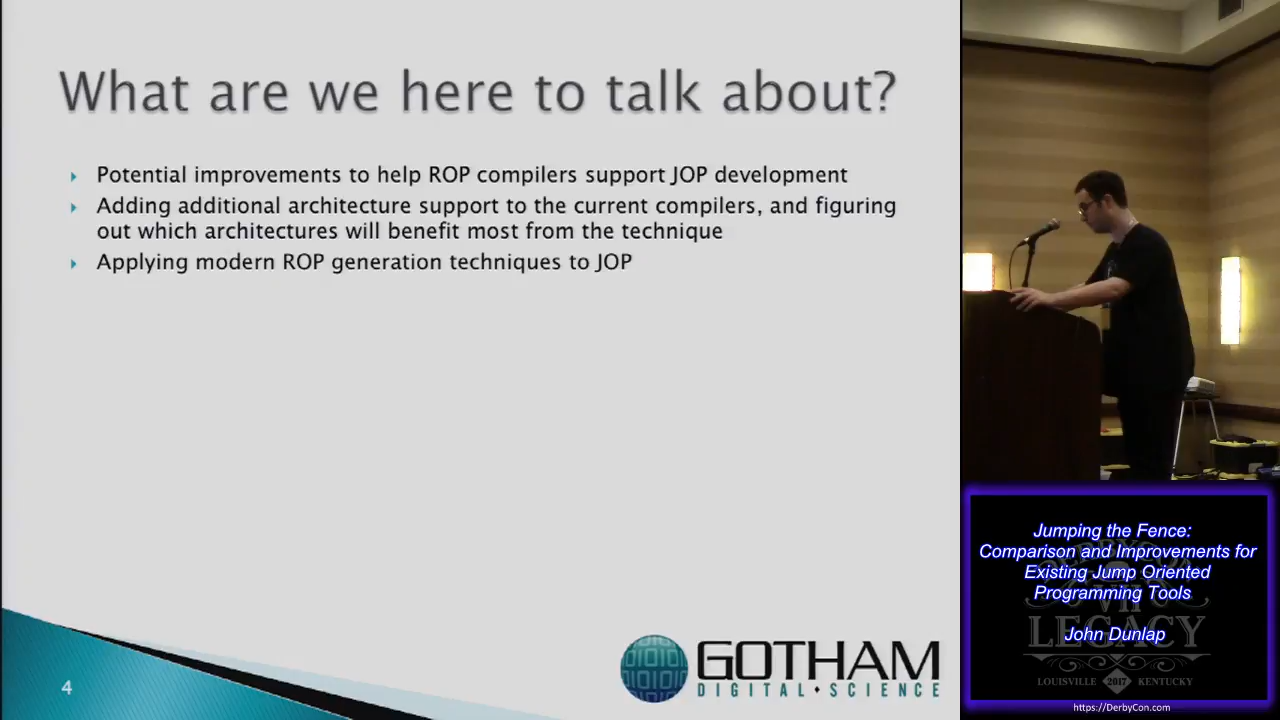 What are we here to talk about?
Potential improvements to help ROP compilers support JOP development
Adding additional architecture support to the current compilers, and figuring
out which architectures will benefit most from the technique
Applying modern ROP generation techniques to JOP
4
GOTHAM
DIGITAL SCIENCE
Jumping the Fence:
Comparison and Improvements for
Existing Jump Oriented
Programming Tools
John Dunlap
VII
LEGACY
LOUISVILLE 2017 KENTUCKY
https://DerbyCon.com